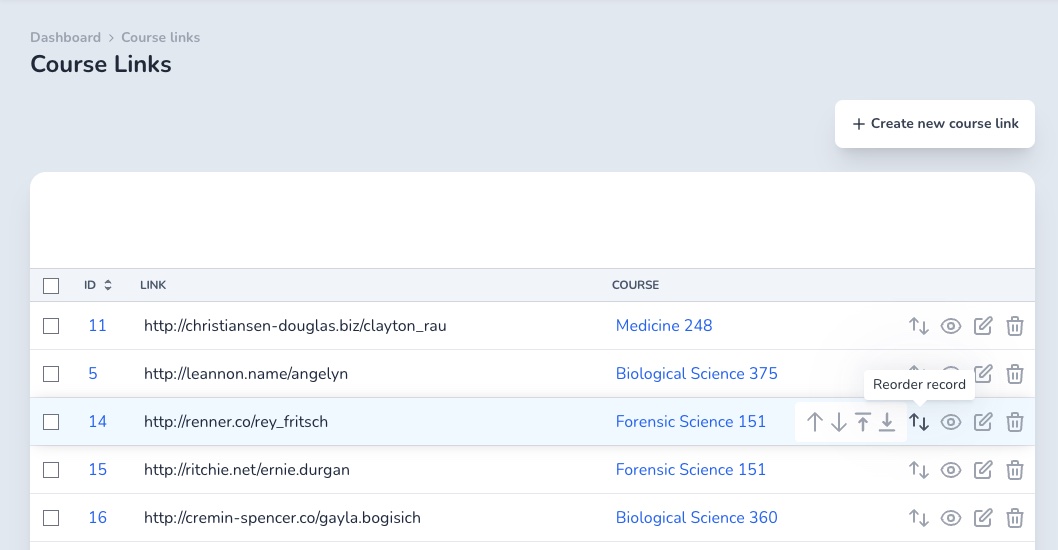 Dashboard > Course links
Course Links
+ Create new course link
ID LINK COURSE
11 http://christiansen-douglas.biz/clayton_rau Medicine 248
5 http://leannon.name/angelyn Biological Science 375
Reorder record
14 http://renner.co/rey_fritsch Forensic Science 151
15 http://ritchie.net/ernie.durgan Forensic Science 151
16 http://cremin-spencer.co/gayla.bogisich Biological Science 360